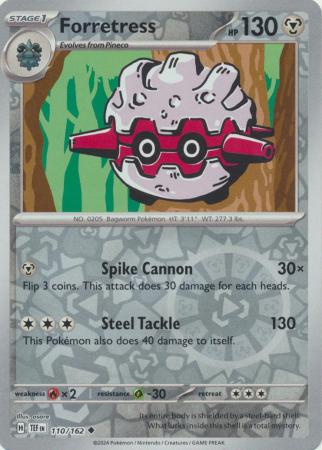 STAGE 1
Forretress
HP 130
Evolves from Pineco
NO. 0205 Bagworm Pokémon HT: 3'11" WT: 277.3 lbs.
Spike Cannon 30×
Flip 3 coins. This attack does 30 damage for each heads.
Steel Tackle 130
This Pokémon also does 40 damage to itself.
weakness × 2 resistance -30 retreat
Illus. osare
H TEF EN 110/162
Its entire body is shielded by a steel-hard shell.
What lurks inside this shell is a total mystery.
©2024 Pokémon / Nintendo / Creatures / GAME FREAK